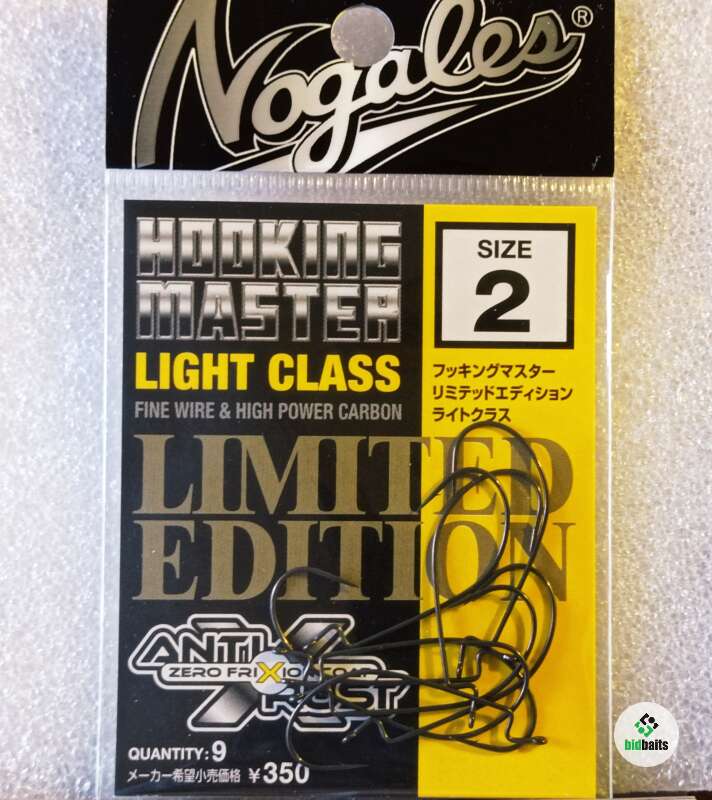 Nogales®
HOOKING
MASTER
LIGHT CLASS
FINE WIRE & HIGH POWER CARBON
LIMITED
EDITION
SIZE
2
フッキングマスター
リミテッドエディション
ライトクラス
ANTI
ZERO FRIXION COAT
RUST
QUANTITY:9
メーカー希望小売価格 ¥350
bidbaits